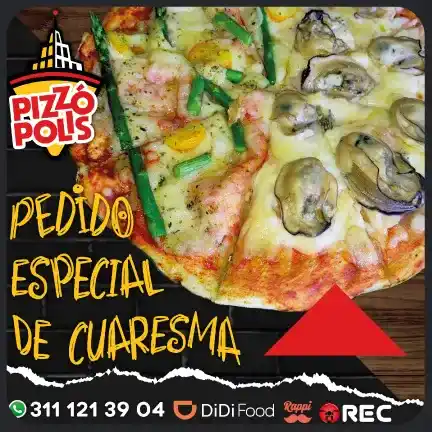 PIZZÓ
POLIS
PEDIDO
ESPECIAL
DE CUARESMA
311 121 39 04 DiDi Food Rappi REC